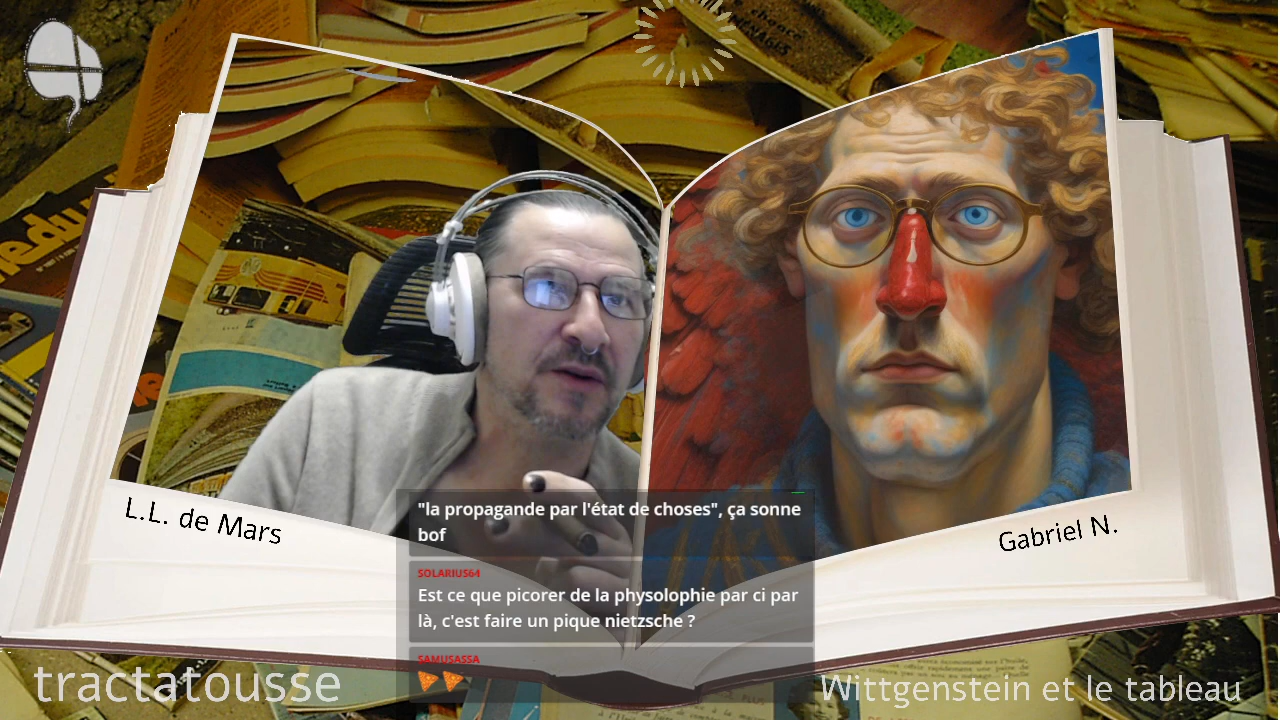 L.L. de Mars
Gabriel N.
"la propagande par l'état de choses", ça sonne
bof
SOLARIUS64
Est ce que picorer de la physolophie par ci par
là, c'est faire un pique nietzsche ?
SAMUSASSA
tractatousse
Wittgenstein et le tableau